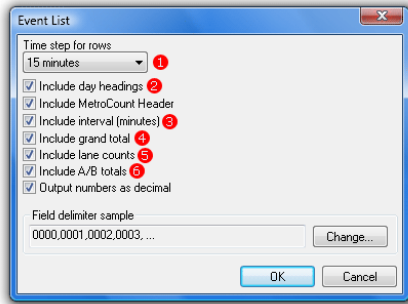 Event List
Time step for rows
15 minutes 1
Include day headings 2
Include MetroCount Header
Include interval (minutes) 3
Include grand total 4
Include lane counts 5
Include A/B totals 6
Output numbers as decimal
Field delimiter sample
0000,0001,0002,0003, ...
Change...
OK Cancel